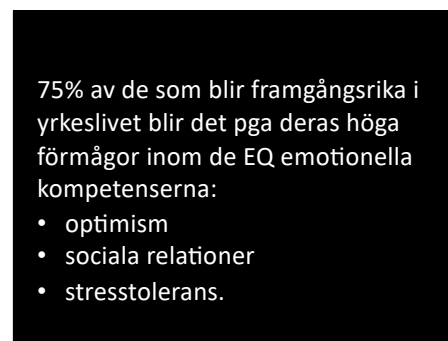 75% av de som blir framgångsrika i
yrkeslivet blir det pga deras höga
förmågor inom de EQ emotionella
kompetenserna:
• optimism
• sociala relationer
• stresstolerans.